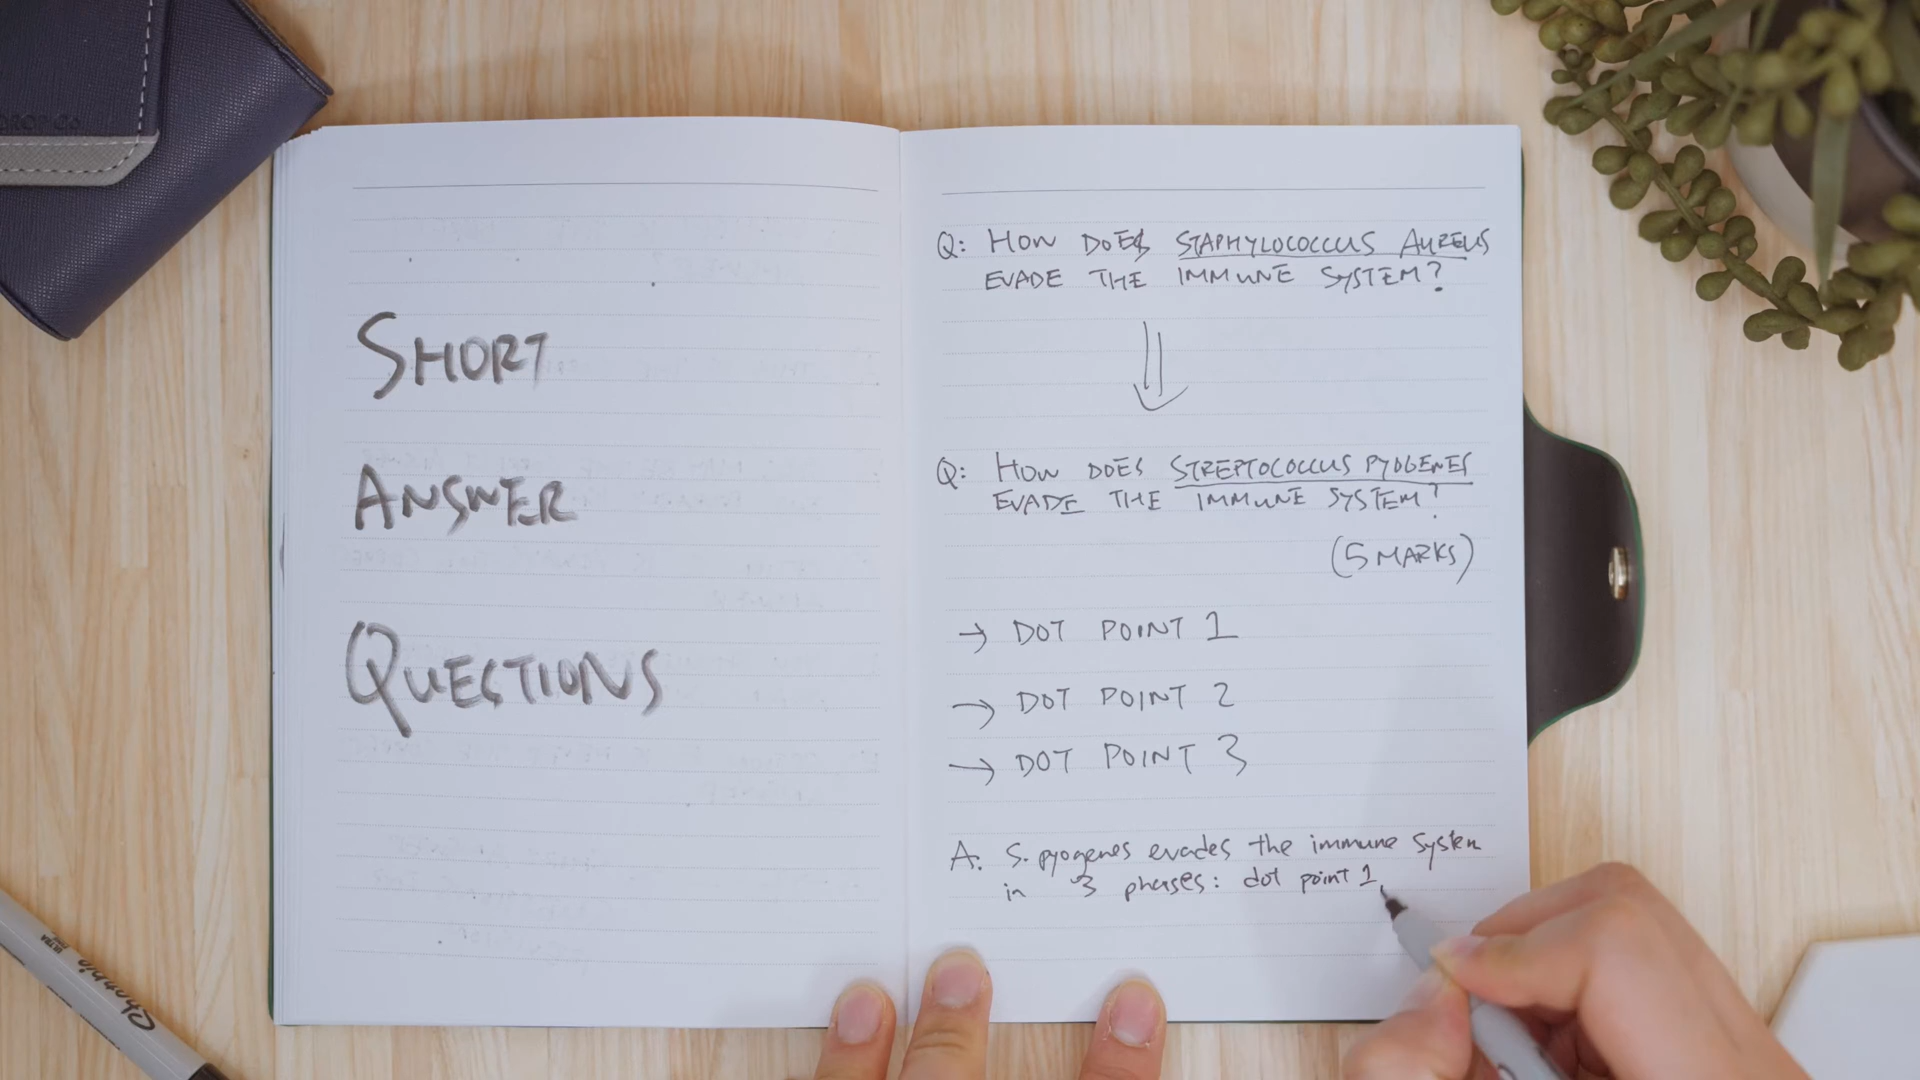 SHORT
ANSWER
QUESTIONS
Q: HOW DOES STAPHYLOCOCCUS AUREUS
EVADE THE IMMUNE SYSTEM?
Q: HOW DOES STREPTOCOCCUS PYOGENES
EVADE THE IMMUNE SYSTEM?
(5 MARKS)
→ DOT POINT 1
→ DOT POINT 2
→ DOT POINT 3
A. S. pyogenes evades the immune system
in 3 phases: dot point 1,
Sharpie
ULTRA